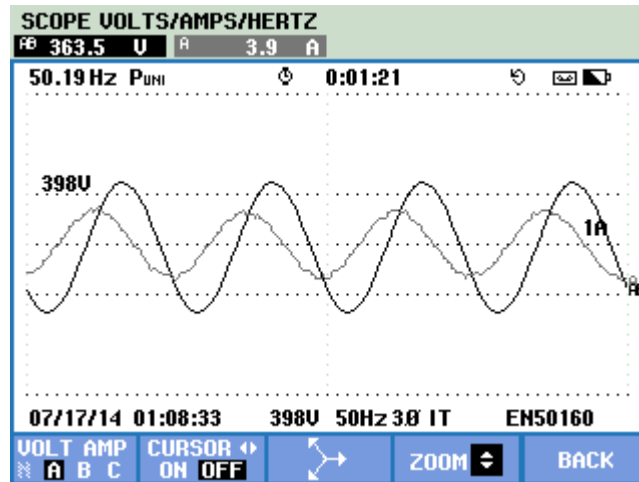 SCOPE VOLTS/AMPS/HERTZ
AB 363.5 V A 3.9 A
50.19 Hz PUNI 0:01:21
398V
1A
A
07/17/14 01:08:33 398V 50Hz 3Ø IT EN50160
VOLT AMP CURSOR ZOOM BACK
A B C ON OFF